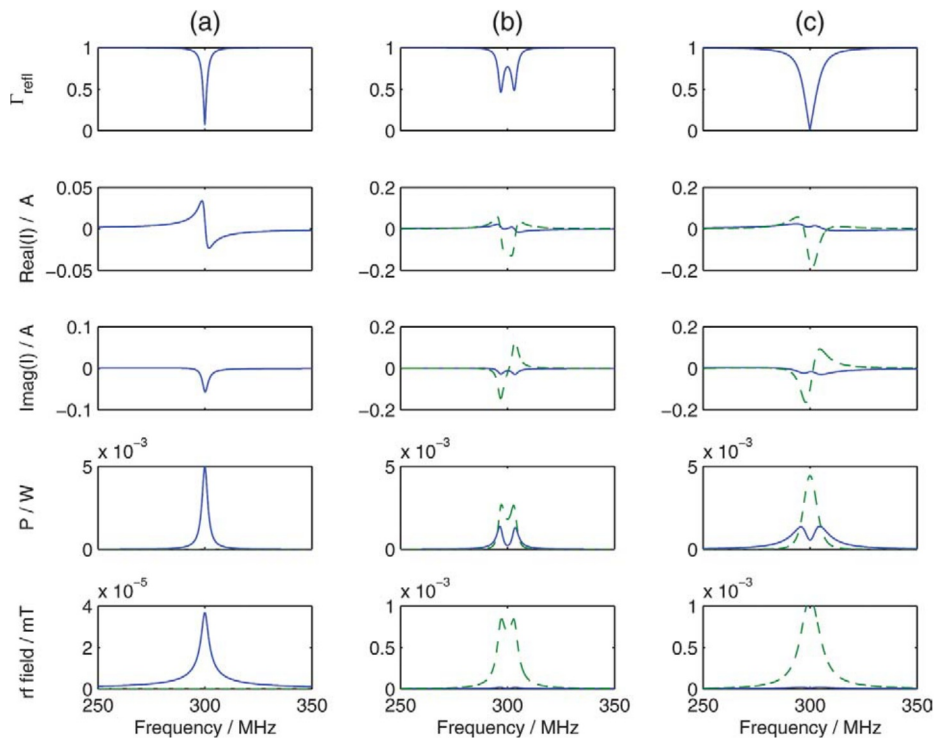 (a) (b) (c)
Γrefl
1 1 1
0.5 0.5 0.5
0 0 0
Real(I) / A
0.05 0.2 0.2
0 0 0
−0.05 −0.2 −0.2
Imag(I) / A
0.1 0.2 0.2
0 0 0
−0.1 −0.2 −0.2
P / W
x 10⁻³ x 10⁻³ x 10⁻³
5 5 5
0 0 0
rf field / mT
x 10⁻⁵ x 10⁻³ x 10⁻³
4 1 1
2 0.5 0.5
0 0 0
250 300 350 250 300 350 250 300 350
Frequency / MHz Frequency / MHz Frequency / MHz